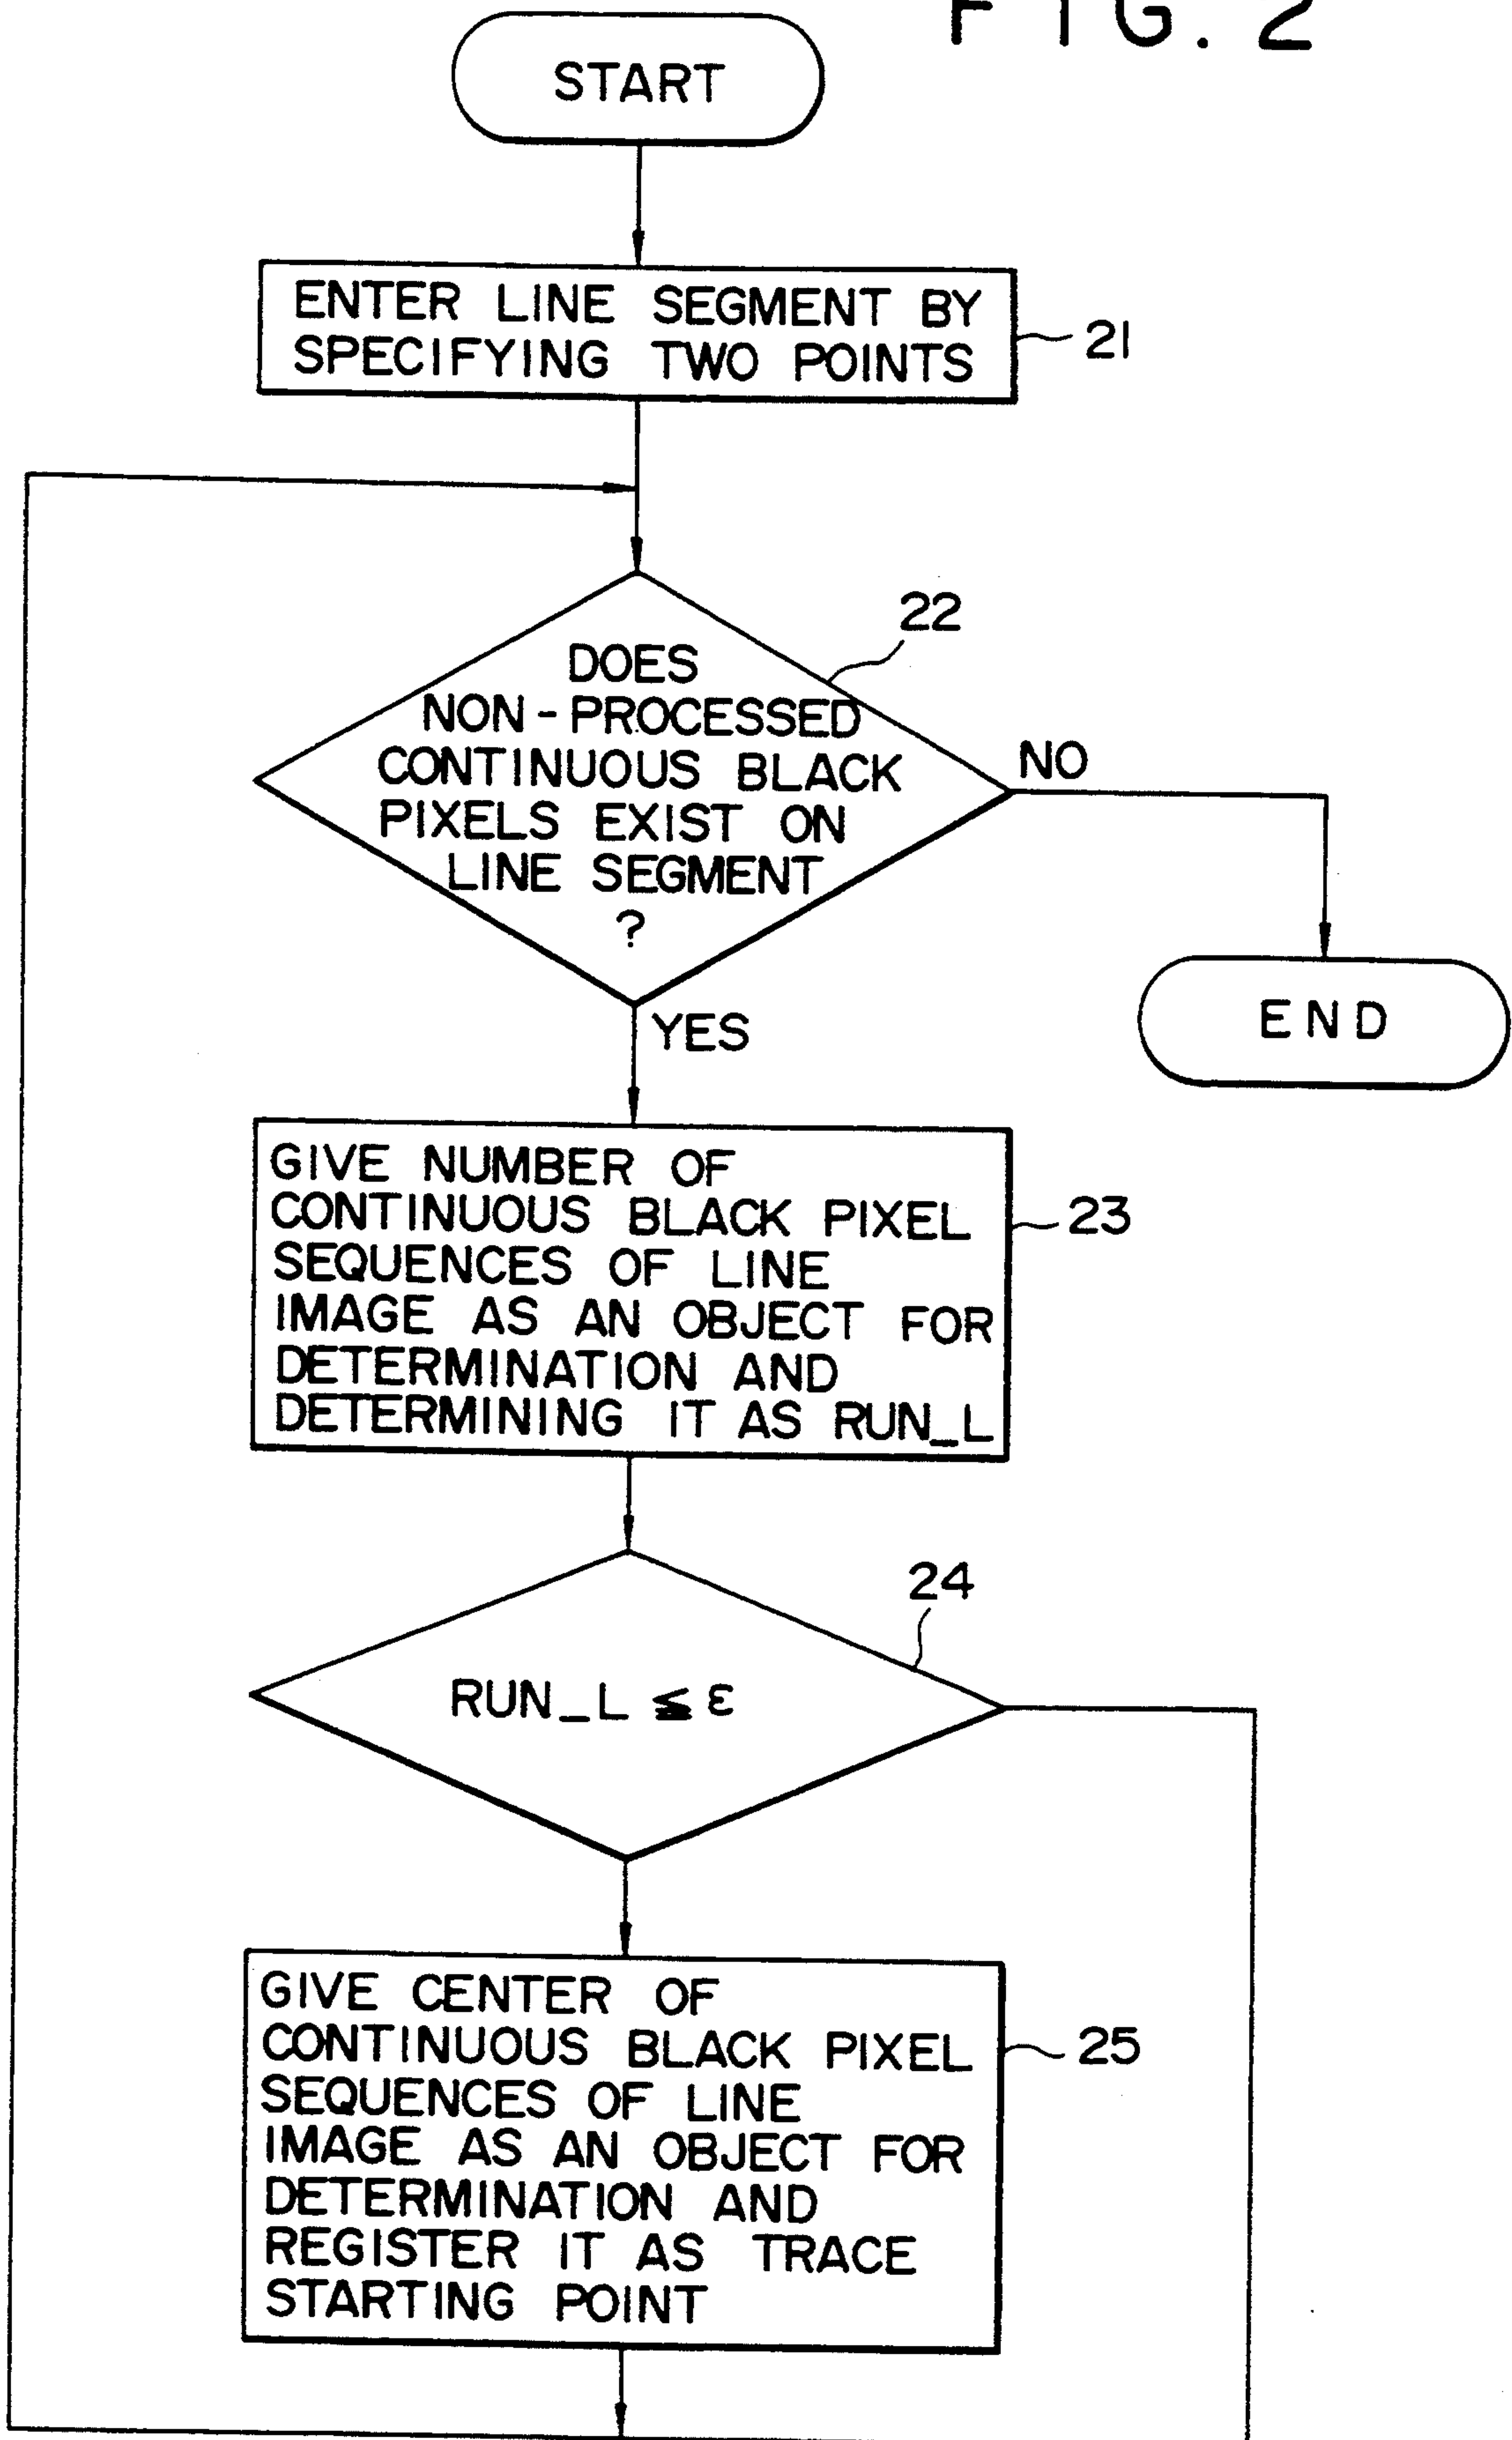 FIG. 2
START
ENTER LINE SEGMENT BY
SPECIFYING TWO POINTS
21
22
DOES
NON-PROCESSED
CONTINUOUS BLACK
PIXELS EXIST ON
LINE SEGMENT
?
NO
END
YES
GIVE NUMBER OF
CONTINUOUS BLACK PIXEL
SEQUENCES OF LINE
IMAGE AS AN OBJECT FOR
DETERMINATION AND
DETERMINING IT AS RUN_L
23
24
RUN_L ≦ ε
GIVE CENTER OF
CONTINUOUS BLACK PIXEL
SEQUENCES OF LINE
IMAGE AS AN OBJECT FOR
DETERMINATION AND
REGISTER IT AS TRACE
STARTING POINT
25